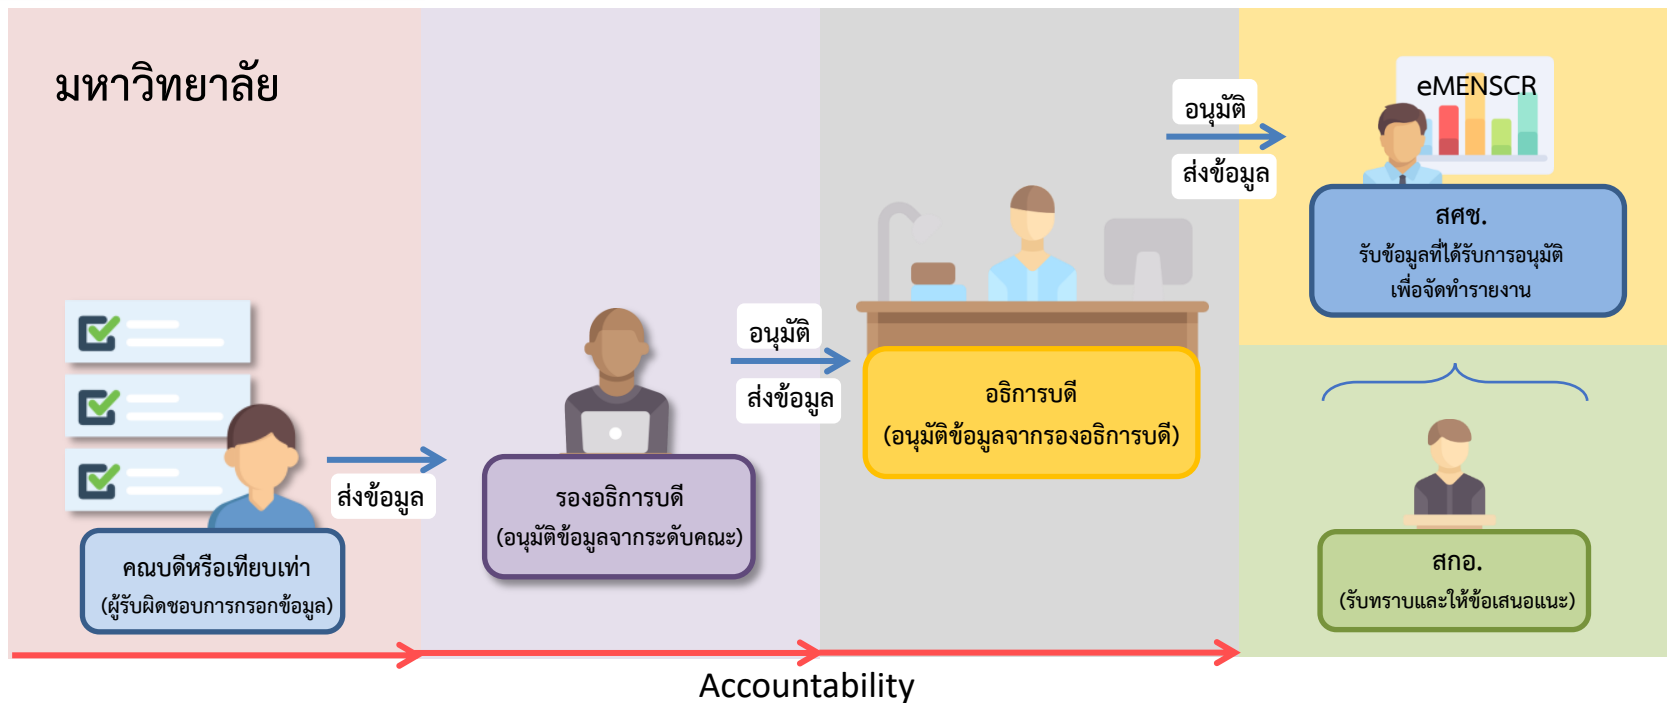 มหาวิทยาลัย
คณบดีหรือเทียบเท่า
(ผู้รับผิดชอบการกรอกข้อมูล)
ส่งข้อมูล
รองอธิการบดี
(อนุมัติข้อมูลจากระดับคณะ)
อนุมัติ
ส่งข้อมูล
อธิการบดี
(อนุมัติข้อมูลจากรองอธิการบดี)
อนุมัติ
ส่งข้อมูล
eMENSCR
สศช.
รับข้อมูลที่ได้รับการอนุมัติ
เพื่อจัดทำรายงาน
สกอ.
(รับทราบและให้ข้อเสนอแนะ)
Accountability